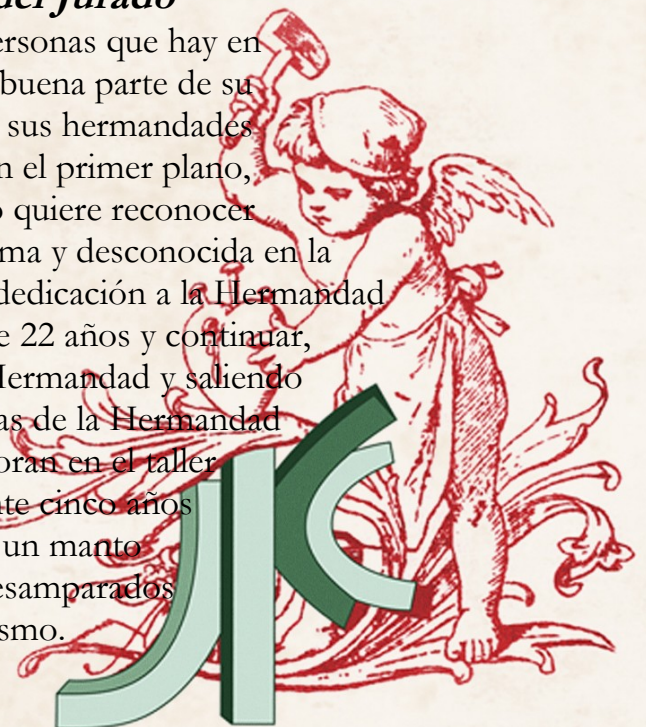 del jurado
ersonas que hay en
buena parte de su
sus hermandades
n el primer plano,
o quiere reconocer
ma y desconocida en la
dedicación a la Hermandad
e 22 años y continuar,
Hermandad y saliendo
as de la Hermandad
oran en el taller
te cinco años
un manto
esamparados
smo.
JK